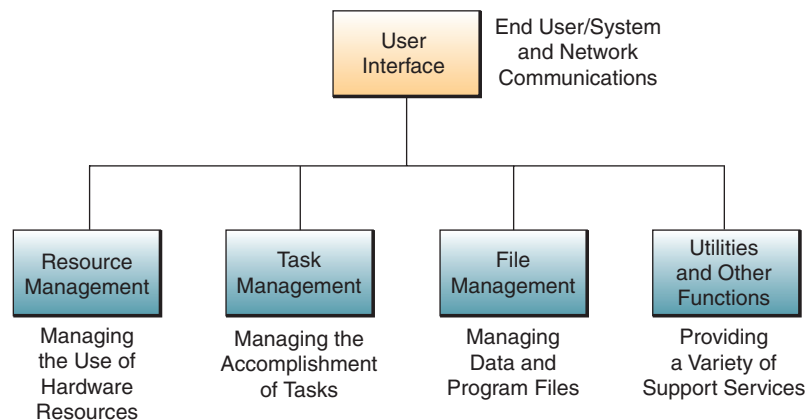 User
Interface
End User/System
and Network
Communications
Resource
Management
Managing
the Use of
Hardware
Resources
Task
Management
Managing the
Accomplishment
of Tasks
File
Management
Managing
Data and
Program Files
Utilities
and Other
Functions
Providing
a Variety of
Support Services